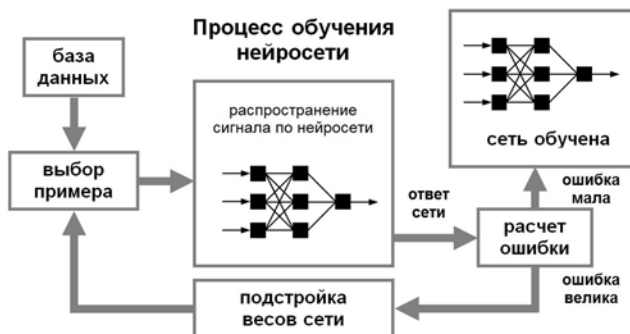 Процесс обучения
нейросети
база
данных
выбор
примера
распространение
сигнала по нейросети
ответ
сети
расчет
ошибки
ошибка
мала
сеть обучена
ошибка
велика
подстройка
весов сети